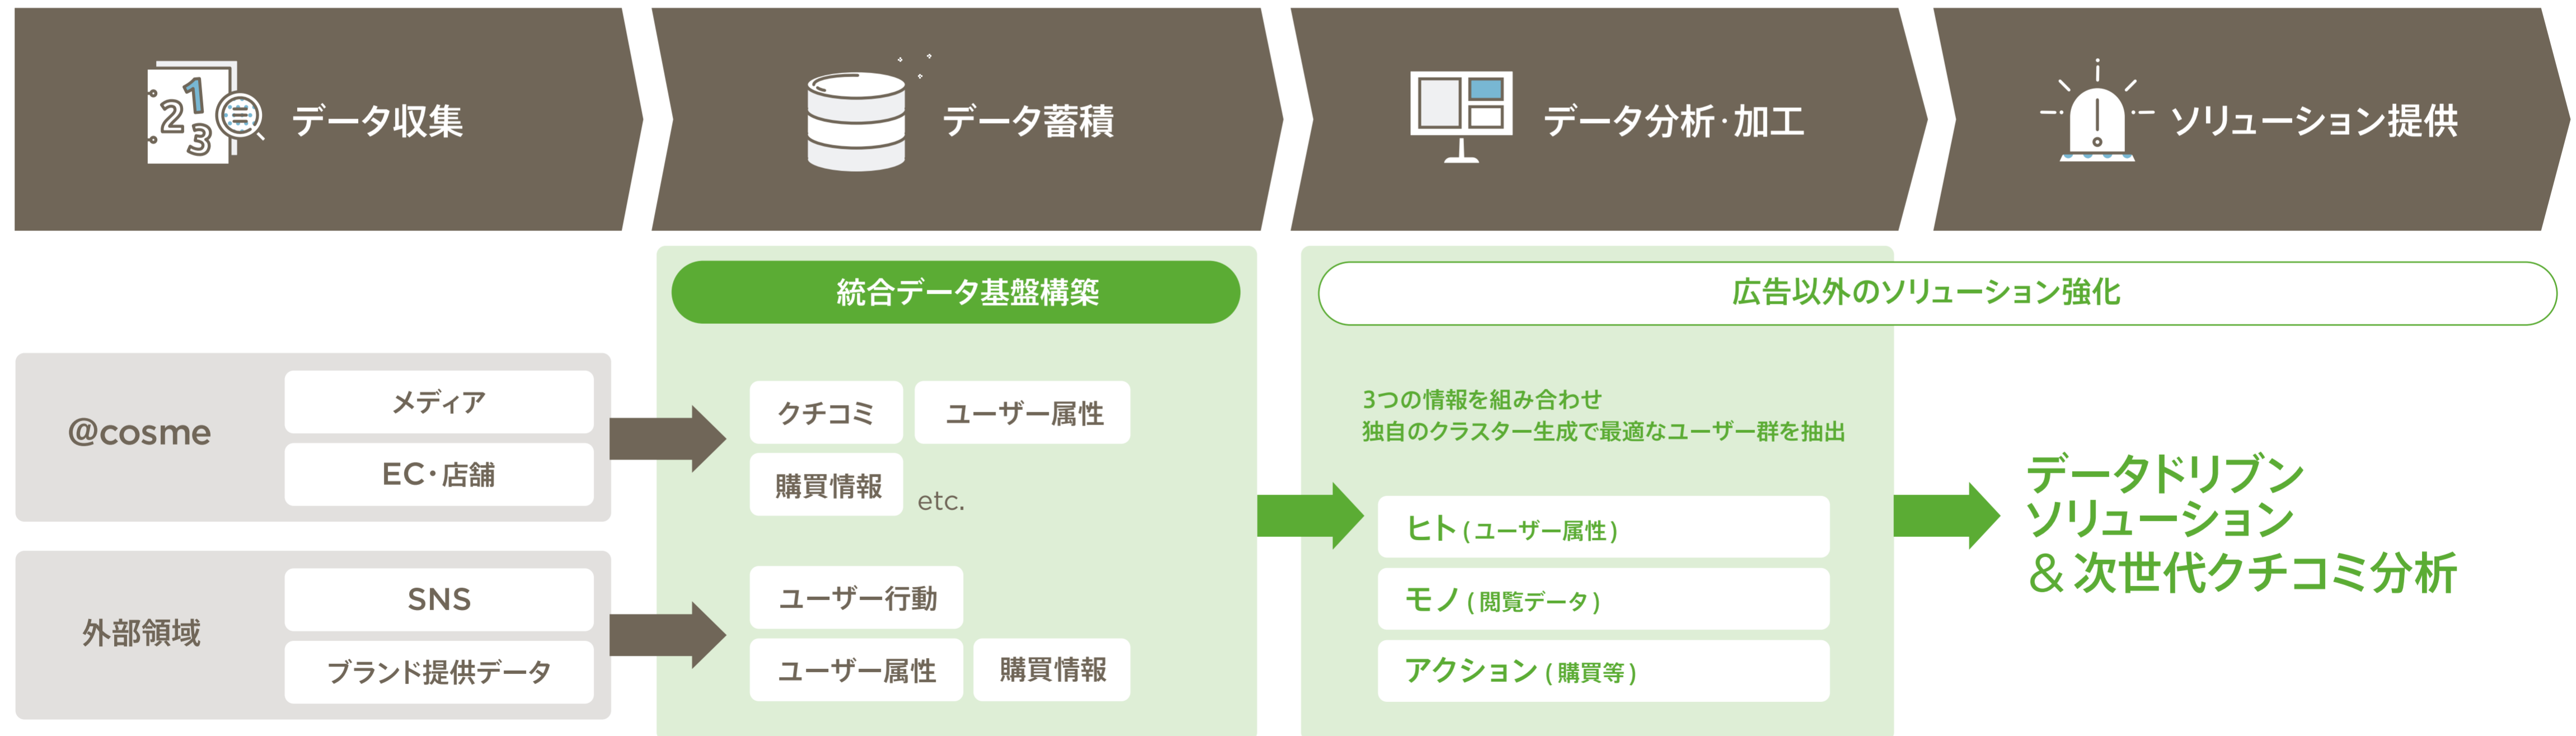 1
2
3
データ収集
データ蓄積
データ分析・加工
ソリューション提供
統合データ基盤構築
広告以外のソリューション強化
@cosme
メディア
EC・店舗
外部領域
SNS
ブランド提供データ
クチコミ
ユーザー属性
購買情報
etc.
ユーザー行動
ユーザー属性
購買情報
3つの情報を組み合わせ
独自のクラスター生成で最適なユーザー群を抽出
ヒト(ユーザー属性)
モノ(閲覧データ)
アクション(購買等)
データドリブン
ソリューション
&次世代クチコミ分析